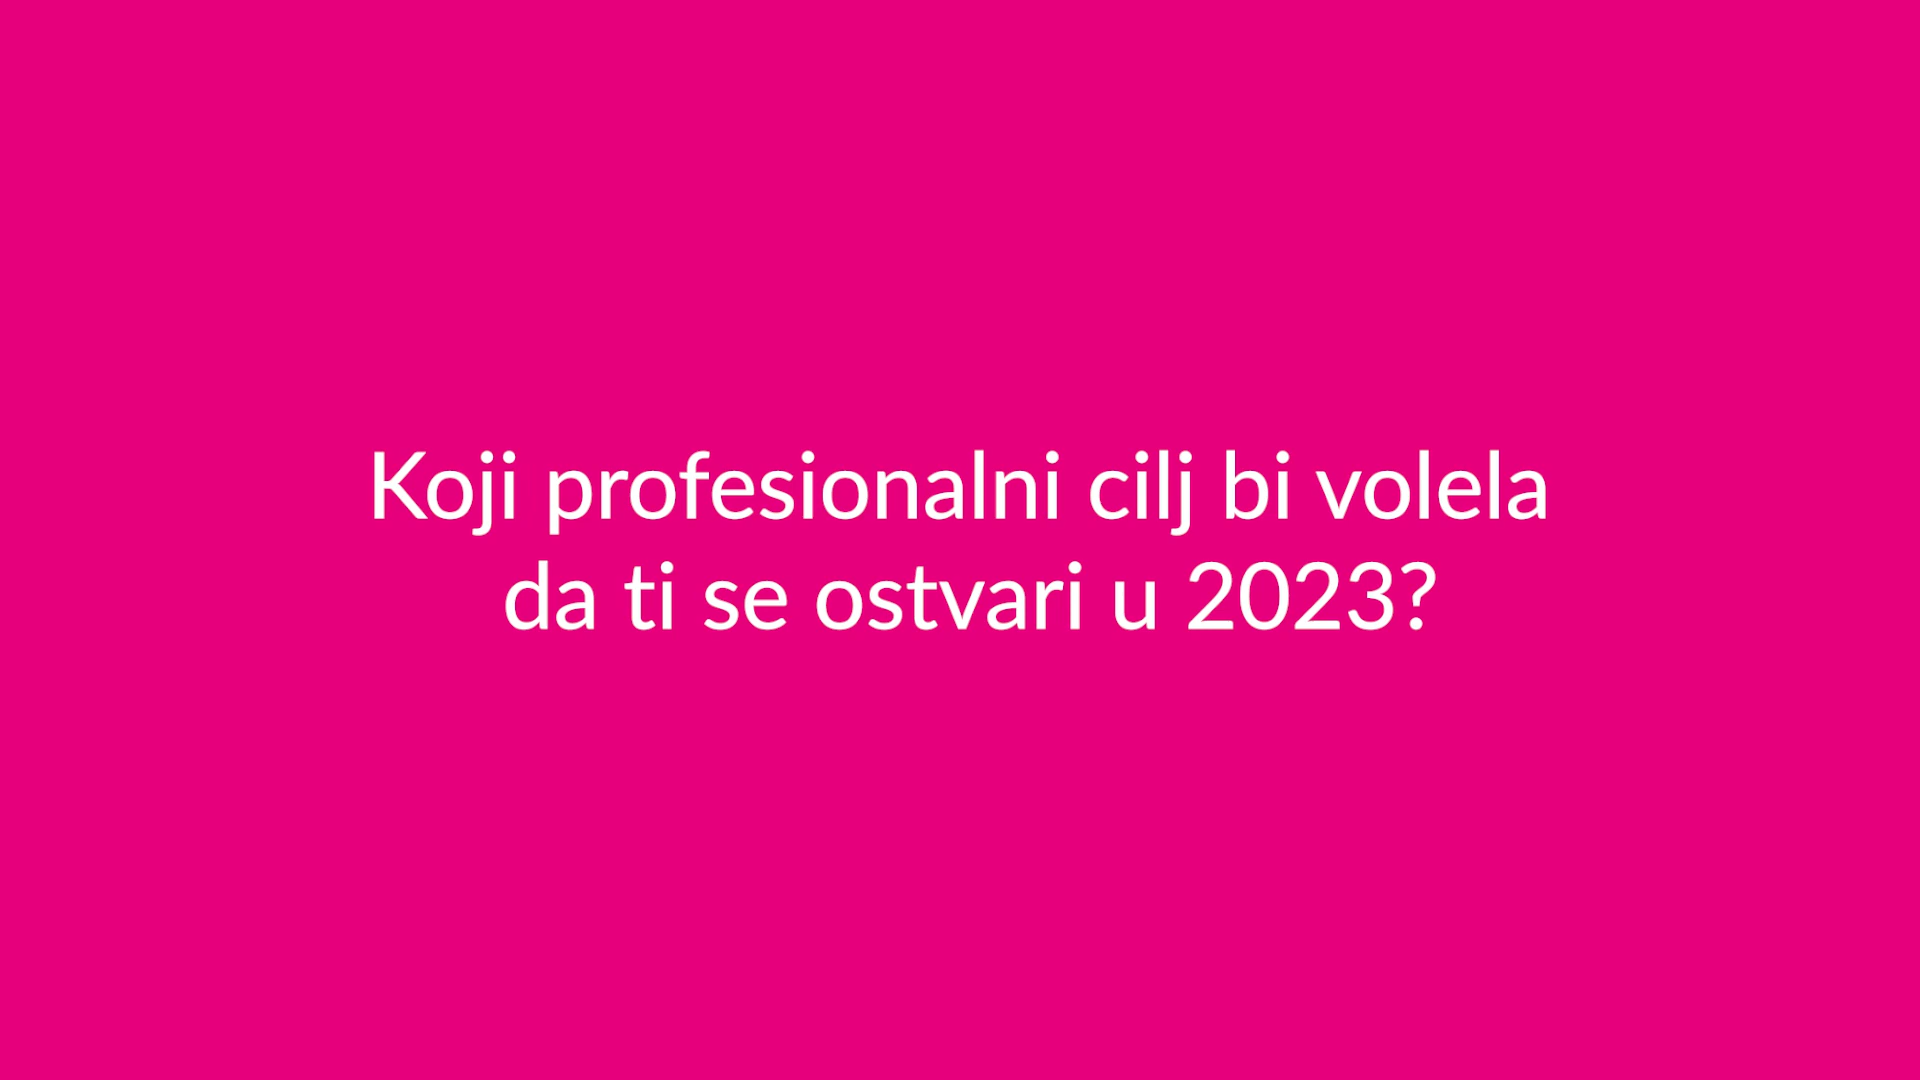 Koji profesionalni cilj bi volela
da ti se ostvari u 2023?